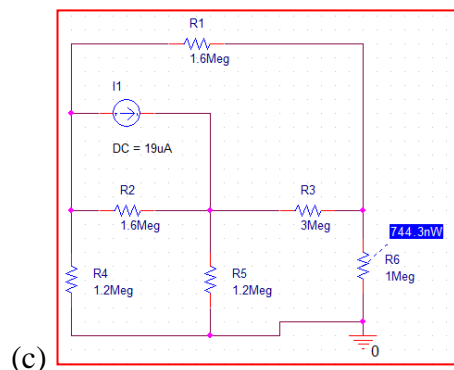 R1
1.6Meg
I1
DC = 19uA
R2
R3
1.6Meg
3Meg
744.3nW
R4
R5
R6
1.2Meg
1.2Meg
1Meg
0
(c)